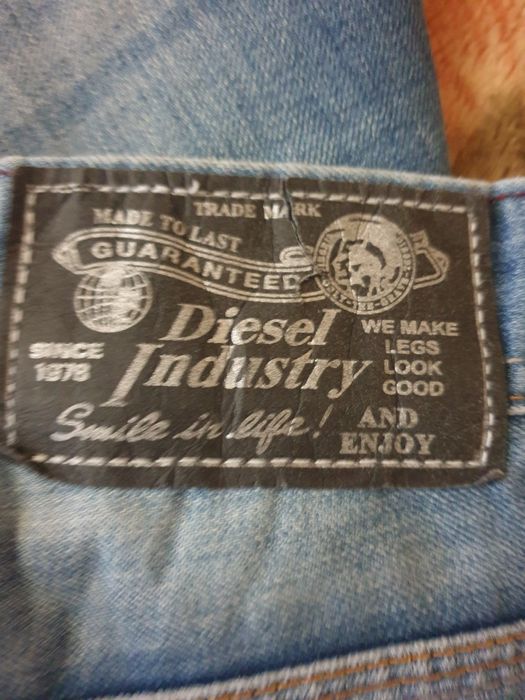 TRADE MARK
MADE TO LAST
GUARANTEED
Diesel
Industry
SINCE
1978
WE MAKE
LEGS
LOOK
GOOD
AND
ENJOY
Smile in life!